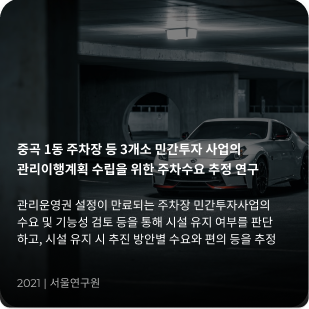 중곡 1동 주차장 등 3개소 민간투자 사업의
관리이행계획 수립을 위한 주차수요 추정 연구
관리운영권 설정이 만료되는 주차장 민간투자사업의
수요 및 기능성 검토 등을 통해 시설 유지 여부를 판단
하고, 시설 유지 시 추진 방안별 수요와 편의 등을 추정
2021 | 서울연구원